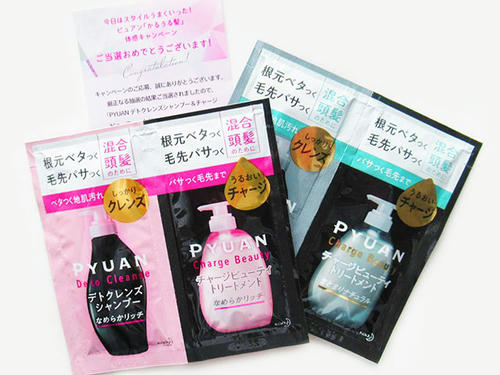 今日はスタイルうまくいった!
ピュアン「かるうる髪」
体感キャンペーン
ご当選おめでとうございます!
Congratulations!
キャンペーンのご応募、誠にありがとうございます。
厳正なる抽選の結果ご当選されましたので、
「PYUAN デトクレンズシャンプー&チャージ
根元ベタっく
毛先パサっく
混合
頭髪
のために
ベタつく地肌汚れ
しっかり
クレンズ
PYUAN
Deto Cleanse
デトクレンズ
シャンプー
なめらかリッチ
根元ベタっく
毛先パサっく
混合
頭髪
のために
パサつく毛先まで
うるおい
チャージ
PYUAN
Charge Beauty
チャージビューティ
トリートメント
なめらかリッチ
根元ベタっく
毛先パサ
地肌汚れ
しっかり
クレンズ
根元ベタっく
毛先パサっく
混合
頭髪
のために
パサつく毛先まで
うるおい
チャージ
PYUAN
Charge Beauty
チャージビューティ
トリートメント
ナチュラル